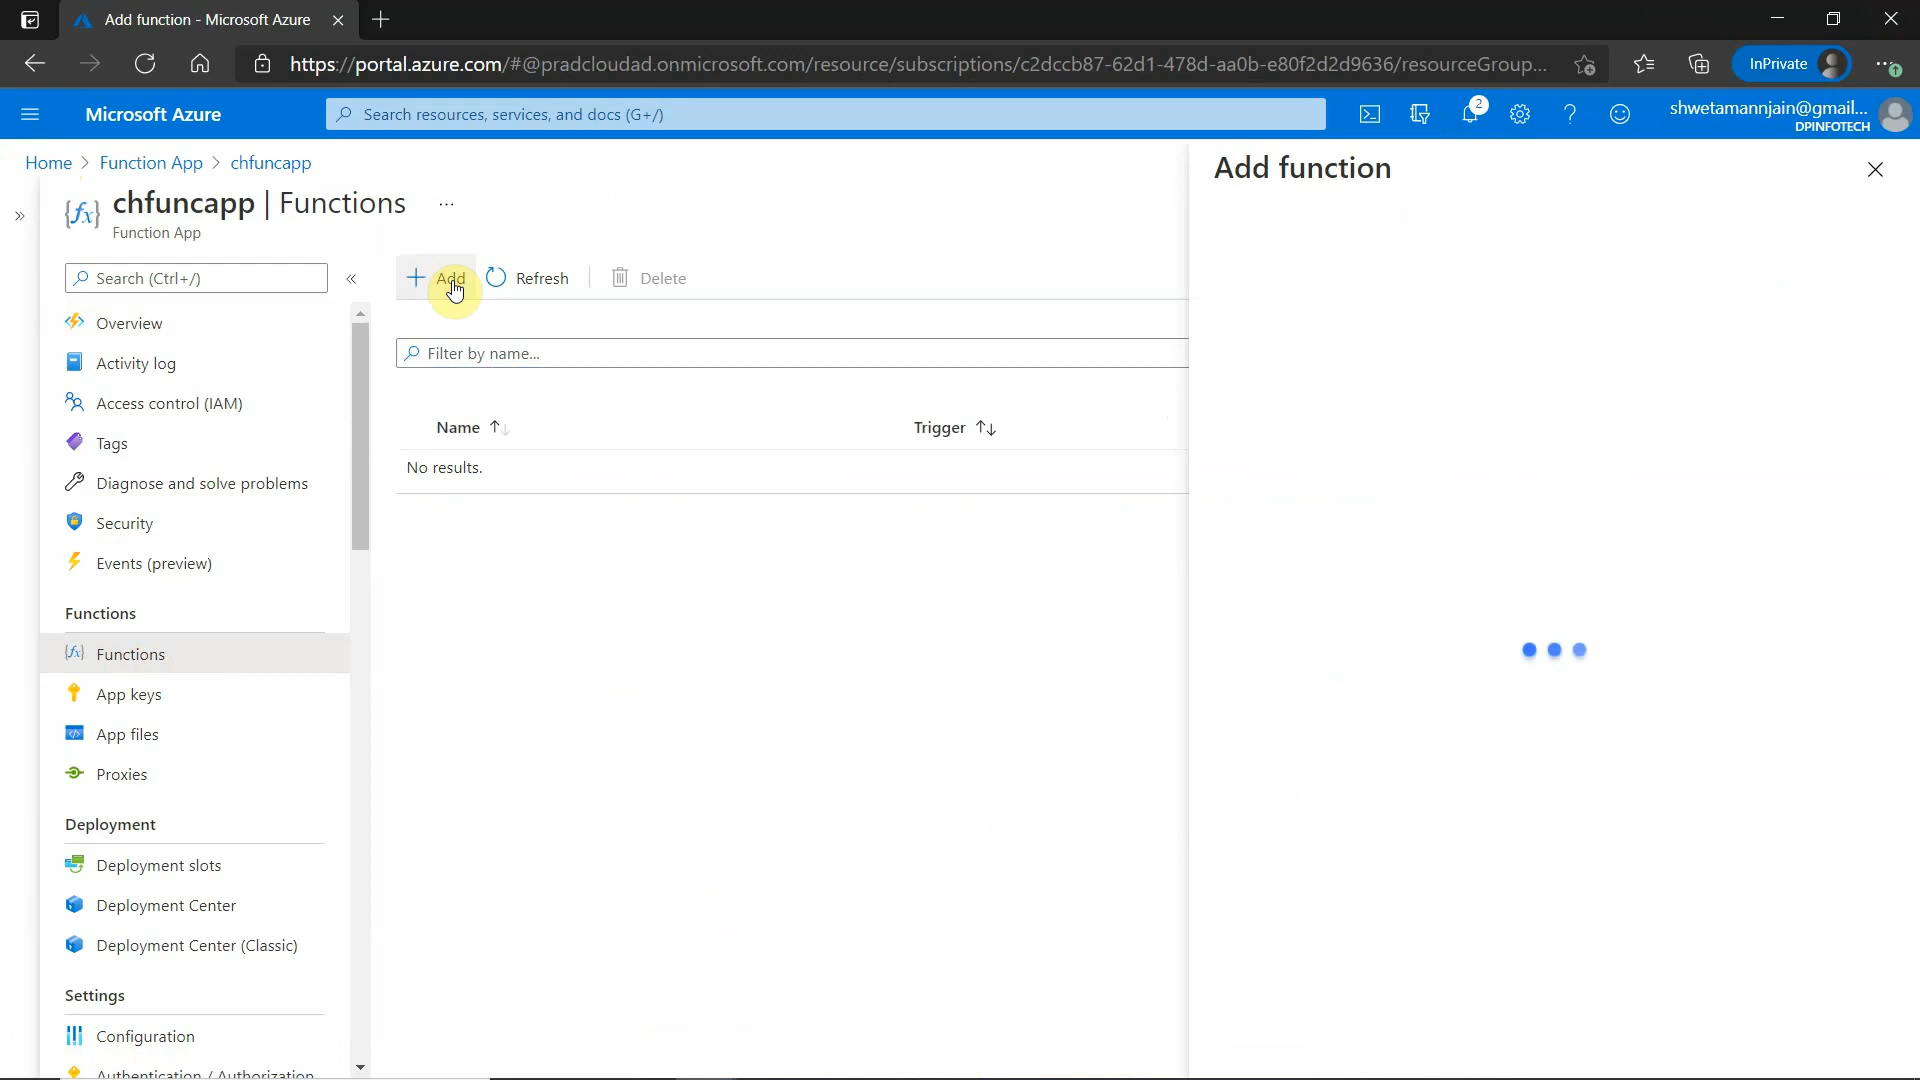 Add function - Microsoft Azure
https://portal.azure.com/#@pradcloudad.onmicrosoft.com/resource/subscriptions/c2dccb87-62d1-478d-aa0b-e80f2d2d9636/resourceGroup...
InPrivate
Microsoft Azure
Search resources, services, and docs (G+/)
2
shwetamannjain@gmail...
DPINFOTECH
Home > Function App > chfuncapp
Add function
chfuncapp | Functions ...
Function App
Search (Ctrl+/)
«
»
Add
Refresh
Delete
Overview
Activity log
Access control (IAM)
Tags
Diagnose and solve problems
Security
Events (preview)
Functions
Functions
App keys
App files
Proxies
Deployment
Deployment slots
Deployment Center
Deployment Center (Classic)
Settings
Configuration
Authentication / Authorization
Filter by name...
Name
Trigger
No results.